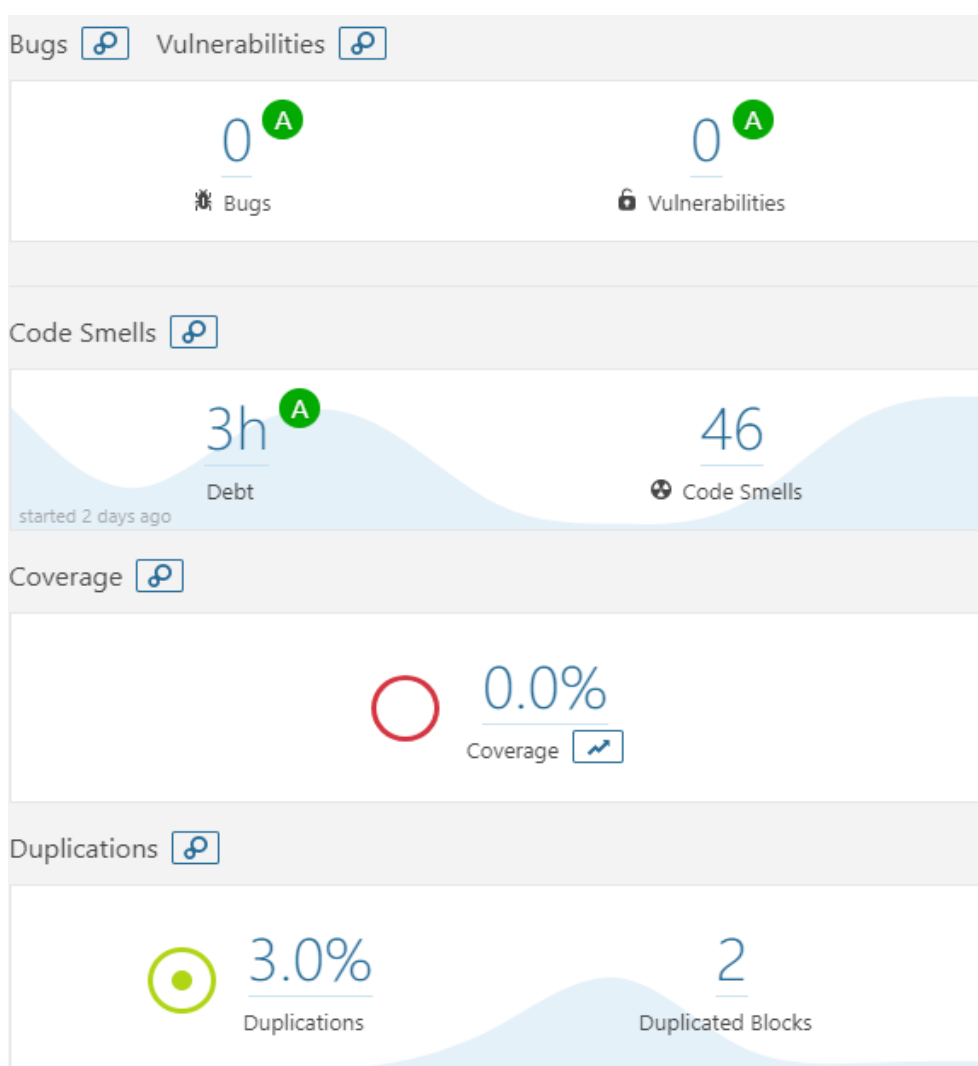 Bugs Vulnerabilities
0 A 0 A
Bugs Vulnerabilities
Code Smells
3h A 46
Debt Code Smells
started 2 days ago
Coverage
0.0%
Coverage
Duplications
3.0% 2
Duplications Duplicated Blocks